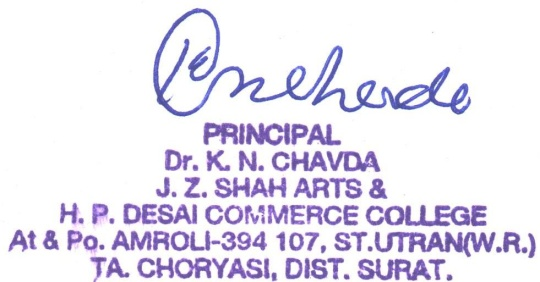 PRINCIPAL
Dr. K. N. CHAVDA
J. Z. SHAH ARTS &
H. P. DESAI COMMERCE COLLEGE
At & Po. AMROLI-394 107, ST.UTRAN(W.R.)
TA. CHORYASI, DIST. SURAT.